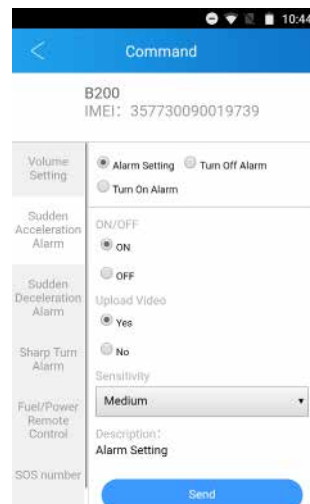 10:44
Command
B200
IMEI: 357730090019739
Volume
Setting
Sudden
Acceleration
Alarm
Sudden
Deceleration
Alarm
Sharp Turn
Alarm
Fuel/Power
Remote
Control
SOS number
Alarm Setting Turn Off Alarm
Turn On Alarm
ON/OFF
ON
OFF
Upload Video
Yes
No
Sensitivity
Medium
Description:
Alarm Setting
Send